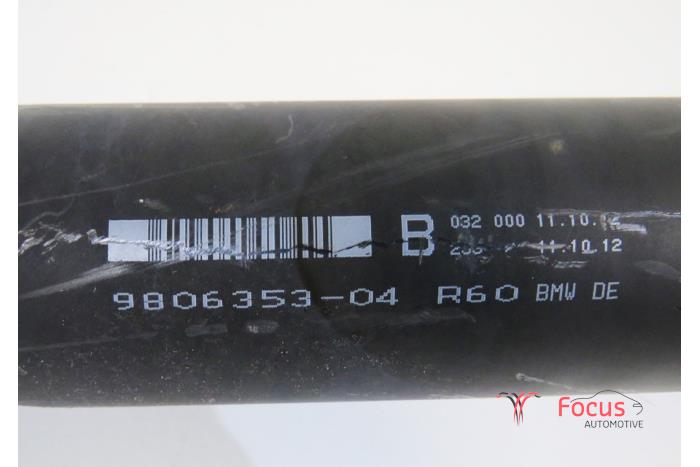 B 032 000 11.10.12
11.10.12
9806353-04 R60 BMW DE
Focus
AUTOMOTIVE